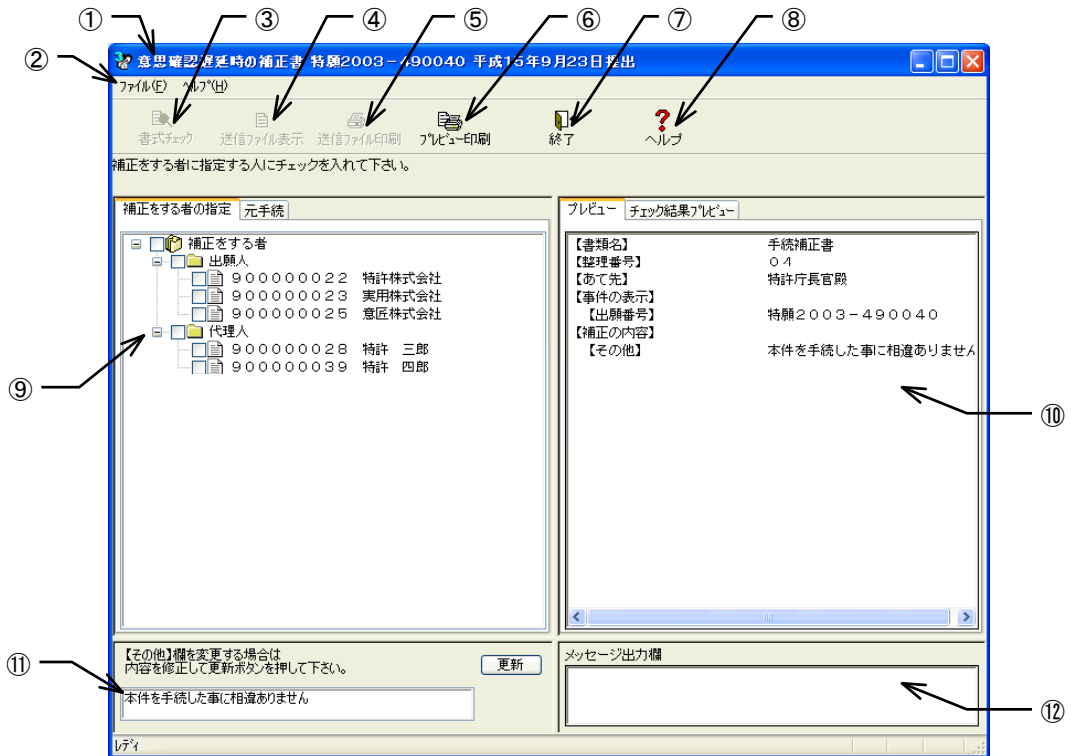 ① ③ ④ ⑤ ⑥ ⑦ ⑧
意思確認遅延時の補正書 特願2003－490040 平成15年9月23日提出
②
ファイル(F) ヘルプ(H)
書式チェック 送信ファイル表示 送信ファイル印刷 プレビュー印刷 終了 ヘルプ
補正をする者に指定する人にチェックを入れて下さい。
補正をする者の指定 元手続
補正をする者
出願人
９００００００２２ 特許株式会社
９００００００２３ 実用株式会社
９００００００２５ 意匠株式会社
代理人
９００００００２８ 特許 三郎
９００００００３９ 特許 四郎
⑨
プレビュー チェック結果プレビュー
【書類名】 手続補正書
【整理番号】 ０４
【あて先】 特許庁長官殿
【事件の表示】
【出願番号】 特願２００３－４９００４０
【補正の内容】
【その他】 本件を手続した事に相違ありません
⑩
【その他】欄を変更する場合は
内容を修正して更新ボタンを押して下さい。
更新
⑪
本件を手続した事に相違ありません
メッセージ出力欄
⑫
レディ